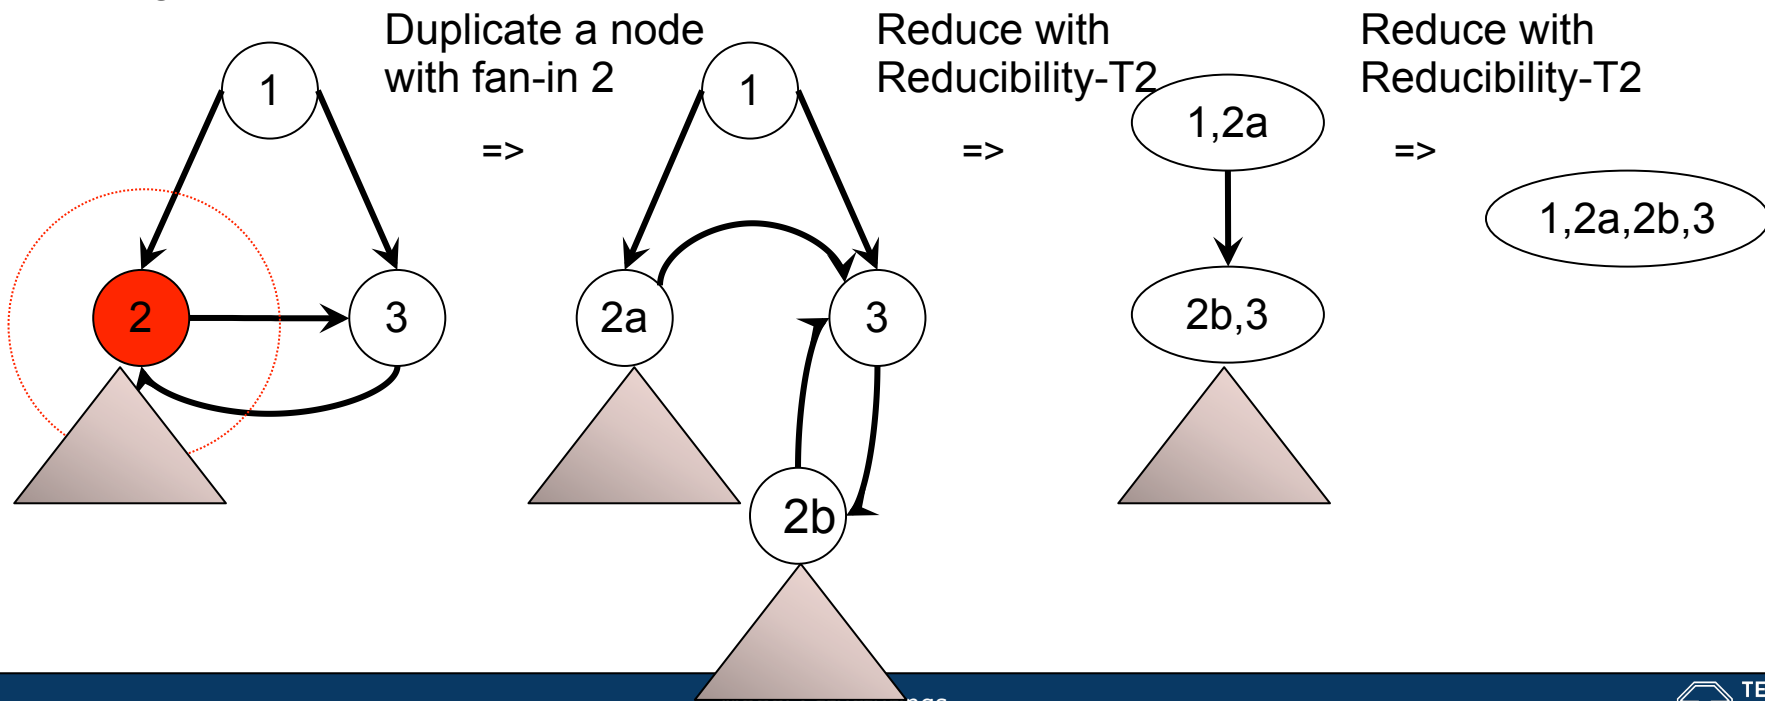 Duplicate a node
with fan-in 2
=>
Reduce with
Reducibility-T2
=>
Reduce with
Reducibility-T2
=>
1
2
3
1
2a
3
2b
1,2a
2b,3
1,2a,2b,3
TE